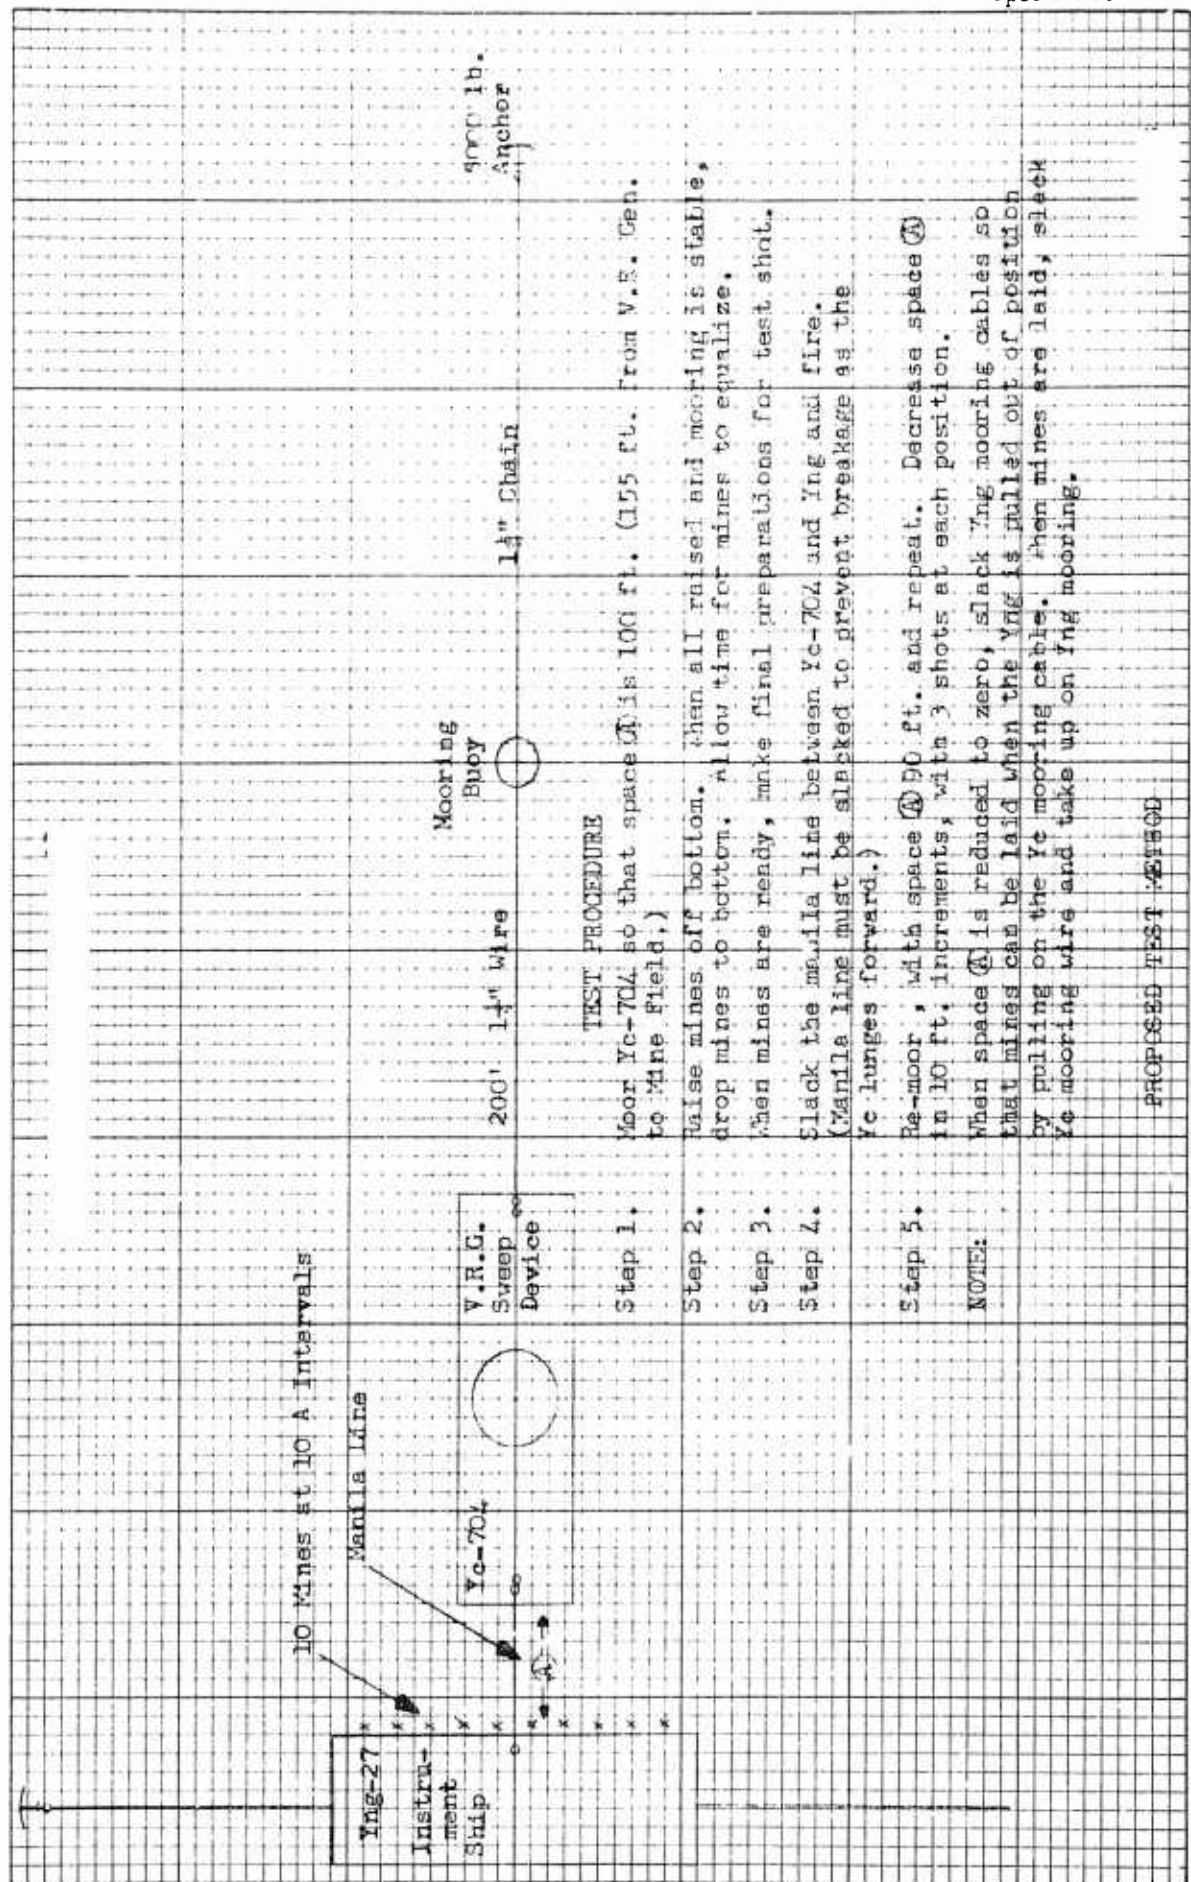 10 Mines at 10 A Intervals
Manila Line
Yng-27
Instru-
ment
Ship
A
Yc-704
V.R.G.
Sweep
Device
200' 1¼" Wire
Mooring
Buoy
1¼" Chain
lb.
Anchor
TEST PROCEDURE
Step 1. Moor Yc-704 so that space A is 100 ft. (155 ft. from V.R. Gen.
to Mine Field,)
Step 2. Raise mines off bottom. When all raised and mooring is stable,
drop mines to bottom. Allow time for mines to equalize.
Step 3. When mines are ready, make final preparations for test shot.
Step 4. Slack the manila line between Yc-704 and Yng and fire.
(Manila line must be slacked to prevent breakage as the
Yc lunges forward.)
Step 5. Re-moor, with space A 90 ft. and repeat. Decrease space A
in 10 ft. increments, with 3 shots at each position.
NOTE: When space A is reduced to zero, slack Yng mooring cables so
that mines can be laid when the Yng is pulled out of position
by pulling on the Yc mooring cable. When mines are laid, slack
Yc mooring wire and take up on Yng mooring.
PROPOSED TEST METHOD